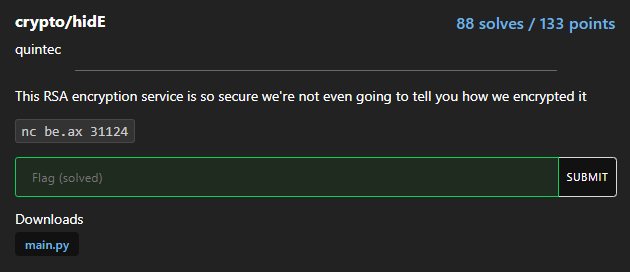 crypto/hidE
88 solves / 133 points
quintec
This RSA encryption service is so secure we're not even going to tell you how we encrypted it
nc be.ax 31124
Flag (solved)
SUBMIT
Downloads
main.py